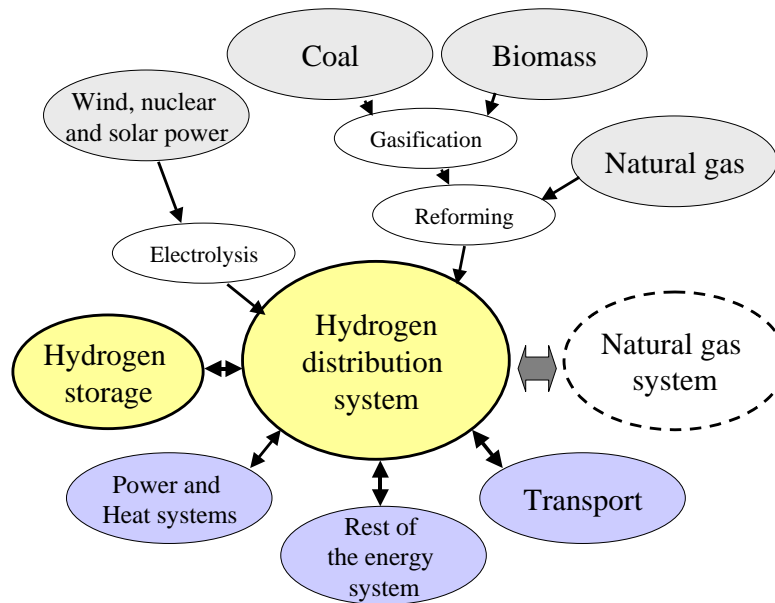 Coal
Biomass
Wind, nuclear
and solar power
Gasification
Natural gas
Reforming
Electrolysis
Hydrogen
distribution
system
Hydrogen
storage
Natural gas
system
Power and
Heat systems
Transport
Rest of
the energy
system